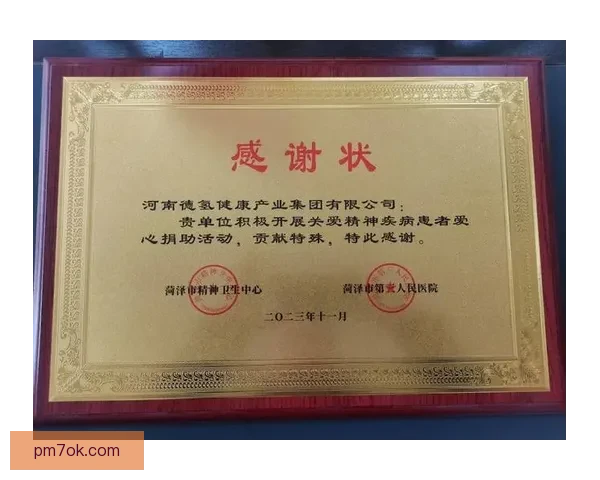 感谢状
河南德氢健康产业集团有限公司：
贵单位积极开展关爱精神疾病患者爱
心捐助活动，贡献特殊，特此感谢。
菏泽市精神卫生中心
菏泽市第 人民医院
二〇二三年十一月
pm7ok.com